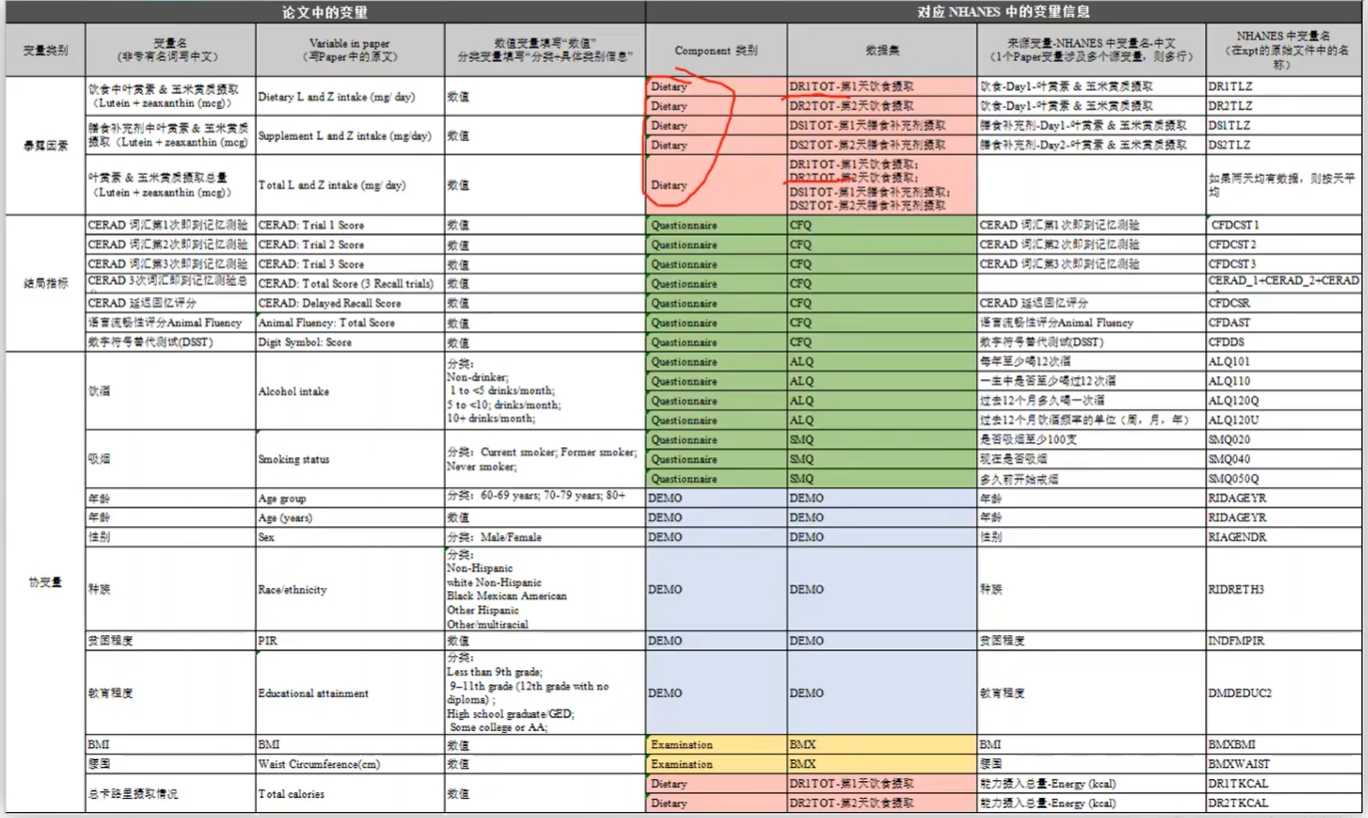 论文中的变量
对应 NHANES 中的变量信息
变量类别
变量名
(非专有名词写中文)
Variable in paper
(写Paper中的原文)
数值变量填写“数值”
分类变量填写“分类+具体类别信息”
Component 类别
数据集
来源变量-NHANES 中变量名-中文
(1个Paper变量涉及多个源变量，则多行)
NHANES 中变量名
(在xpt的原始文件中的名
称)
暴露因素
饮食中叶黄素 & 玉米黄质摄取
（Lutein + zeaxanthin (mcg)）
Dietary L and Z intake (mg/ day)
数值
Dietary
DR1TOT-第1天饮食摄取
饮食-Day1-叶黄素 & 玉米黄质摄取
DR1TLZ
Dietary
DR2TOT-第2天饮食摄取
饮食-Day1-叶黄素 & 玉米黄质摄取
DR2TLZ
膳食补充剂中叶黄素 & 玉米黄质
摄取（Lutein + zeaxanthin (mcg)
Supplement L and Z intake (mg/day)
数值
Dietary
DS1TOT-第1天膳食补充剂摄取
膳食补充剂-Day1-叶黄素 & 玉米黄质摄取
DS1TLZ
Dietary
DS2TOT-第2天膳食补充剂摄取
膳食补充剂-Day2-叶黄素 & 玉米黄质摄取
DS2TLZ
叶黄素 & 玉米黄质摄取总量
（Lutein + zeaxanthin (mcg)）
Total L and Z intake (mg/ day)
数值
Dietary
DR1TOT-第1天饮食摄取；
DR2TOT-第2天饮食摄取；
DS1TOT-第1天膳食补充剂摄取；
DS2TOT-第2天膳食补充剂摄取
如果两天均有数据，则按天平
均
结局指标
CERAD 词汇第1次即刻记忆测验
CERAD: Trial 1 Score
数值
Questionnaire
CFQ
CERAD 词汇第1次即刻记忆测验
CFDCST1
CERAD 词汇第2次即刻记忆测验
CERAD: Trial 2 Score
数值
Questionnaire
CFQ
CERAD 词汇第2次即刻记忆测验
CFDCST2
CERAD 词汇第3次即刻记忆测验
CERAD: Trial 3 Score
数值
Questionnaire
CFQ
CERAD 词汇第3次即刻记忆测验
CFDCST3
CERAD 3次词汇即刻记忆测验总
CERAD: Total Score (3 Recall trials)
数值
Questionnaire
CFQ
CERAD_1+CERAD_2+CERAD
CERAD 延迟回忆评分
CERAD: Delayed Recall Score
数值
Questionnaire
CFQ
CERAD 延迟回忆评分
CFDCSR
语言流畅性评分Animal Fluency
Animal Fluency: Total Score
数值
Questionnaire
CFQ
语言流畅性评分Animal Fluency
CFDAST
数字符号替代测试(DSST)
Digit Symbol: Score
数值
Questionnaire
CFQ
数字符号替代测试(DSST)
CFDDS
协变量
饮酒
Alcohol intake
分类：
Non-drinker;
1 to <5 drinks/month;
5 to <10; drinks/month;
10+ drinks/month;
Questionnaire
ALQ
每年至少喝12次酒
ALQ101
Questionnaire
ALQ
一生中是否至少喝过12次酒
ALQ110
Questionnaire
ALQ
过去12个月多久喝一次酒
ALQ120Q
Questionnaire
ALQ
过去12个月饮酒频率的单位（周，月，年）
ALQ120U
吸烟
Smoking status
分类：Current smoker; Former smoker;
Never smoker;
Questionnaire
SMQ
是否吸烟至少100支
SMQ020
Questionnaire
SMQ
现在是否吸烟
SMQ040
Questionnaire
SMQ
多久前开始戒烟
SMQ050Q
年龄
Age group
分类：60-69 years; 70-79 years; 80+
DEMO
DEMO
年龄
RIDAGEYR
年龄
Age (years)
数值
DEMO
DEMO
年龄
RIDAGEYR
性别
Sex
分类：Male/Female
DEMO
DEMO
性别
RIAGENDR
种族
Race/ethnicity
分类：
Non-Hispanic
white Non-Hispanic
Black Mexican American
Other Hispanic
Other/multiracial
DEMO
DEMO
种族
RIDRETH3
贫困程度
PIR
数值
DEMO
DEMO
贫困程度
INDFMPIR
教育程度
Educational attainment
分类：
Less than 9th grade;
9–11th grade (12th grade with no
diploma) ;
High school graduate/GED;
Some college or AA;
DEMO
DEMO
教育程度
DMDEDUC2
BMI
BMI
数值
Examination
BMX
BMI
BMXBMI
腰围
Waist Circumference(cm)
数值
Examination
BMX
腰围
BMXWAIST
总卡路里摄取情况
Total calories
数值
Dietary
DR1TOT-第1天饮食摄取
能力摄入总量-Energy (kcal)
DR1TKCAL
Dietary
DR2TOT-第2天饮食摄取
能力摄入总量-Energy (kcal)
DR2TKCAL